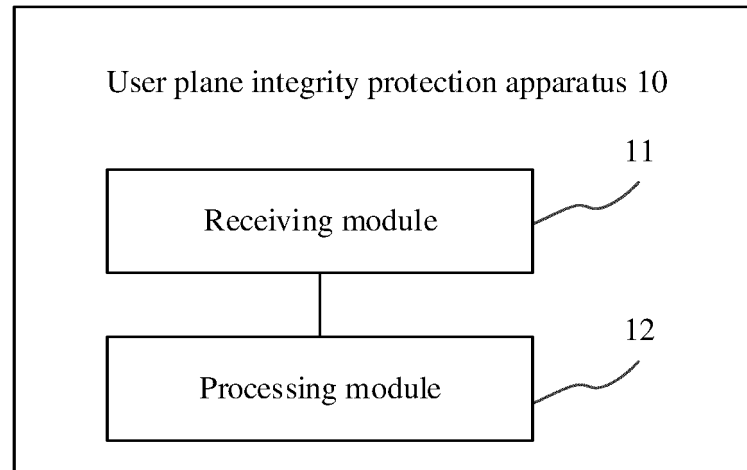 User plane integrity protection apparatus 10
11
Receiving module
12
Processing module